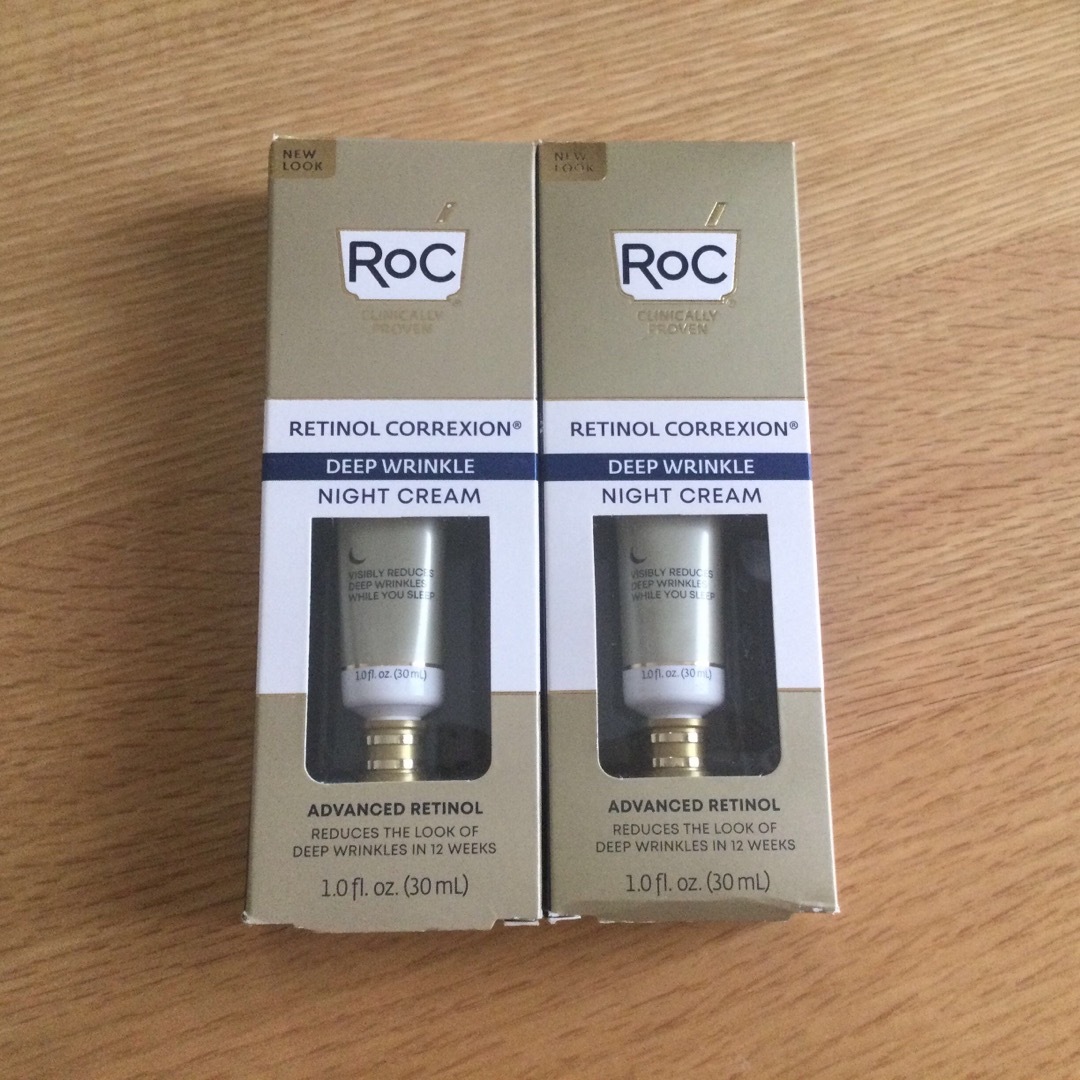 NEW
LOOK
RoC®
CLINICALLY
PROVEN
RETINOL CORREXION®
DEEP WRINKLE
NIGHT CREAM
VISIBLY REDUCES
DEEP WRINKLES
WHILE YOU SLEEP
1.0 fl. oz. (30 mL)
ADVANCED RETINOL
REDUCES THE LOOK OF
DEEP WRINKLES IN 12 WEEKS
1.0 fl. oz. (30 mL)
NEW
LOOK
RoC®
CLINICALLY
PROVEN
RETINOL CORREXION®
DEEP WRINKLE
NIGHT CREAM
VISIBLY REDUCES
DEEP WRINKLES
WHILE YOU SLEEP
1.0 fl. oz. (30 mL)
ADVANCED RETINOL
REDUCES THE LOOK OF
DEEP WRINKLES IN 12 WEEKS
1.0 fl. oz. (30 mL)